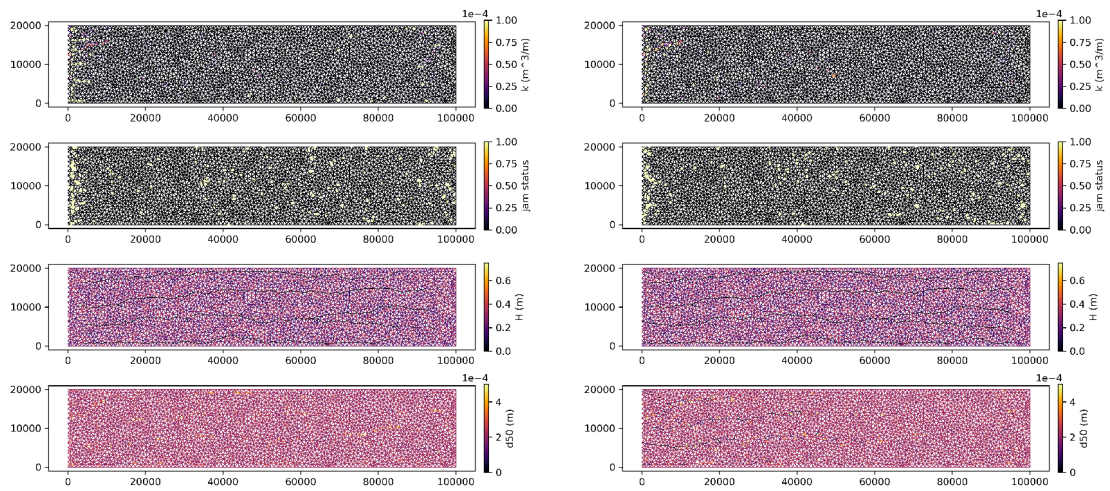 1e−4 1e−4
20000 1.00 20000 1.00
0.75 0.75
10000 0.50 10000 0.50
0.25 0.25
0 0.00 0 0.00
k (m^3/m) k (m^3/m)
0 20000 40000 60000 80000 100000 0 20000 40000 60000 80000 100000
20000 1.00 20000 1.00
0.75 0.75
10000 0.50 10000 0.50
0.25 0.25
0 0.00 0 0.00
jam status jam status
0 20000 40000 60000 80000 100000 0 20000 40000 60000 80000 100000
20000 0.6 20000 0.6
10000 0.4 10000 0.4
0.2 0.2
0 0.0 0 0.0
H (m) H (m)
0 20000 40000 60000 80000 100000 0 20000 40000 60000 80000 100000
1e−4 1e−4
20000 4 20000 4
10000 2 10000 2
0 0 0 0
d50 (m) d50 (m)
0 20000 40000 60000 80000 100000 0 20000 40000 60000 80000 100000